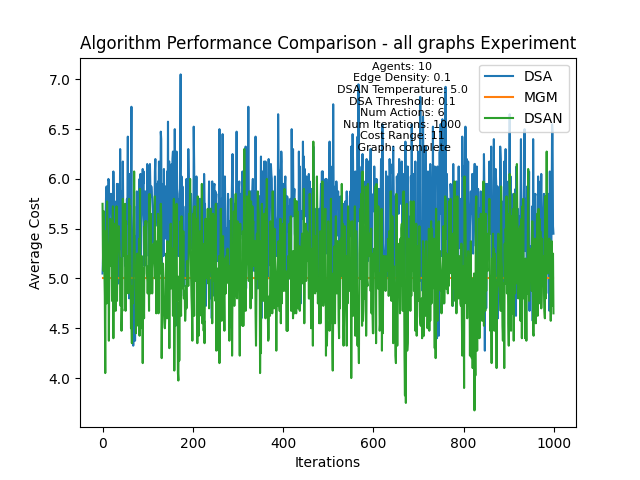 Algorithm Performance Comparison - all graphs Experiment
Agents: 10
Edge Density: 0.1
DSAN Temperature: 5.0
DSA Threshold: 0.1
Num Actions: 6
Num Iterations: 1000
Cost Range: 11
Graph: complete
DSA
MGM
DSAN
Average Cost
7.0
6.5
6.0
5.5
5.0
4.5
4.0
0 200 400 600 800 1000
Iterations